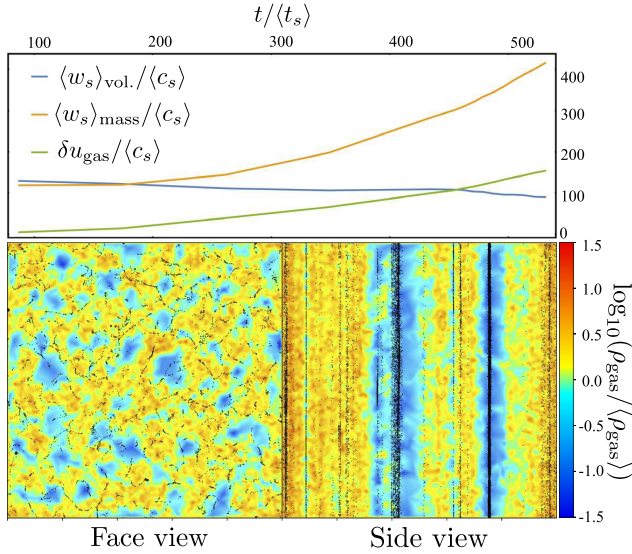 t/⟨t_s⟩
100 200 300 400 500
⟨w_s⟩_vol./⟨c_s⟩
⟨w_s⟩_mass/⟨c_s⟩
δu_gas/⟨c_s⟩
400
300
200
100
0
1.5
1.0
0.5
0.0
-0.5
-1.0
-1.5
log_10(ρ_gas/⟨ρ_gas⟩)
Face view Side view